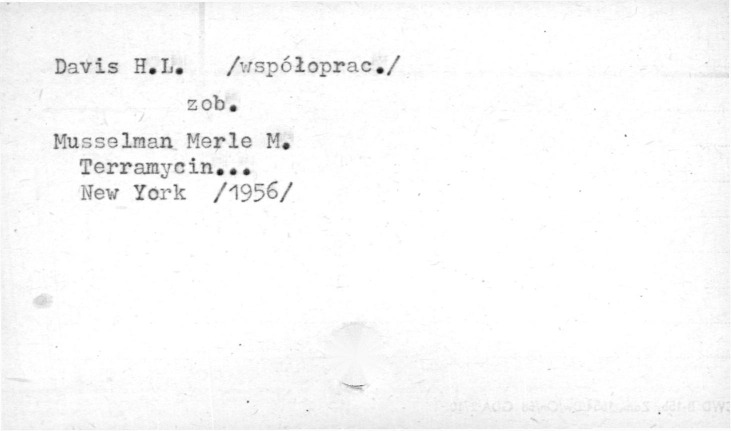 Davis H.L. /współoprac./
zob.
Musselman Merle M.
Terramycin...
New York /1956/